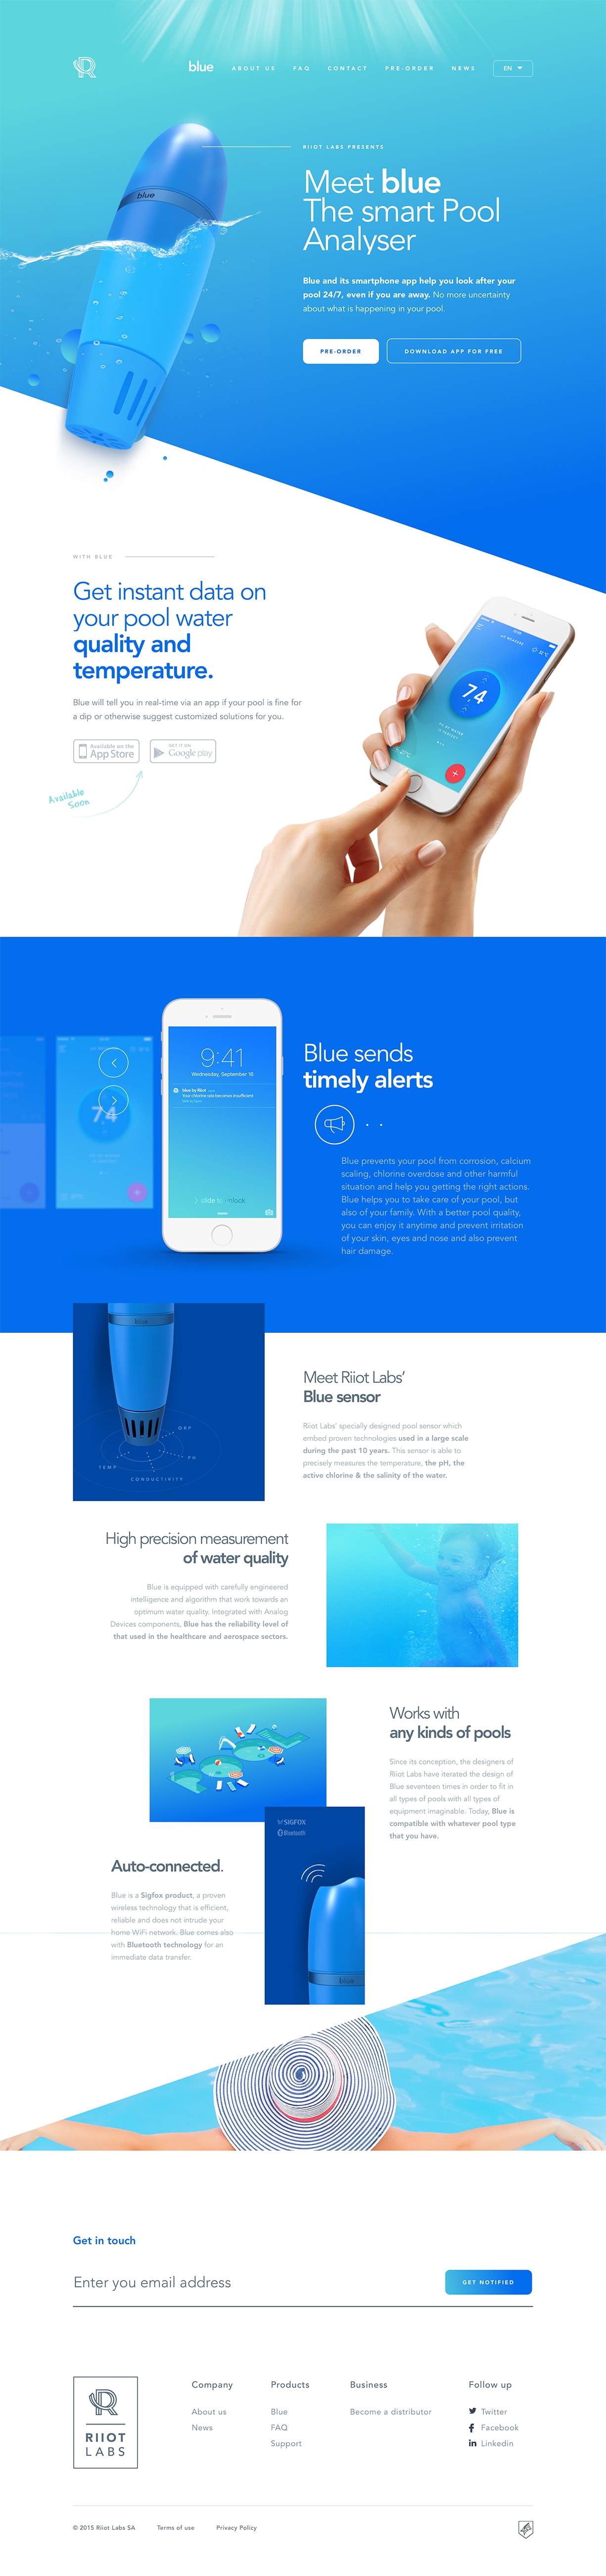 blue ABOUT US FAQ CONTACT PRE-ORDER NEWS EN
RIIOT LABS PRESENTS
Meet blue
The smart Pool
Analyser
Blue and its smartphone app help you look after your
pool 24/7, even if you are away. No more uncertainty
about what is happening in your pool.
PRE-ORDER DOWNLOAD APP FOR FREE
blue
WITH BLUE
Get instant data on
your pool water
quality and
temperature.
Blue will tell you in real-time via an app if your pool is fine for
a dip or otherwise suggest customized solutions for you.
Available on the
App Store
GET IT ON
Google play
Available
Soon
74
Blue sends
timely alerts
9:41
Wednesday, September 16
blue by Riiot
Your chlorine rate becomes insufficient
slide to unlock
74
Blue prevents your pool from corrosion, calcium
scaling, chlorine overdose and other harmful
situation and help you getting the right actions.
Blue helps you to take care of your pool, but
also of your family. With a better pool quality,
you can enjoy it anytime and prevent irritation
of your skin, eyes and nose and also prevent
hair damage.
blue
ORP
PH
TEMP
CONDUCTIVITY
Meet Riiot Labs’
Blue sensor
Riiot Labs’ specially designed pool sensor which
embed proven technologies used in a large scale
during the past 10 years. This sensor is able to
precisely measures the temperature, the pH, the
active chlorine & the salinity of the water.
High precision measurement
of water quality
Blue is equipped with carefully engineered
intelligence and algorithm that work towards an
optimum water quality. Integrated with Analog
Devices components, Blue has the reliability level of
that used in the healthcare and aerospace sectors.
Works with
any kinds of pools
Since its conception, the designers of
Riiot Labs have iterated the design of
Blue seventeen times in order to fit in
all types of pools with all types of
equipment imaginable. Today, Blue is
compatible with whatever pool type
that you have.
SIGFOX
Bluetooth
blue
Auto-connected.
Blue is a Sigfox product, a proven
wireless technology that is efficient,
reliable and does not intrude your
home WiFi network. Blue comes also
with Bluetooth technology for an
immediate data transfer.
Get in touch
Enter you email address
GET NOTIFIED
RIIOT
LABS
Company
About us
News
Products
Blue
FAQ
Support
Business
Become a distributor
Follow up
Twitter
Facebook
Linkedin
© 2015 Riiot Labs SA Terms of use Privacy Policy